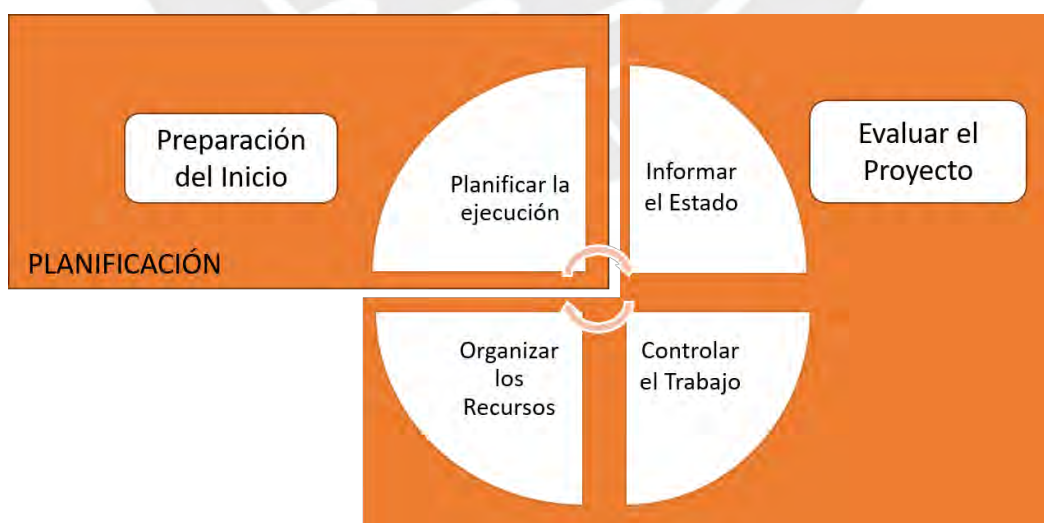 Preparación
del Inicio
PLANIFICACIÓN
Planificar la
ejecución
Informar
el Estado
Evaluar el
Proyecto
Organizar
los
Recursos
Controlar
el Trabajo